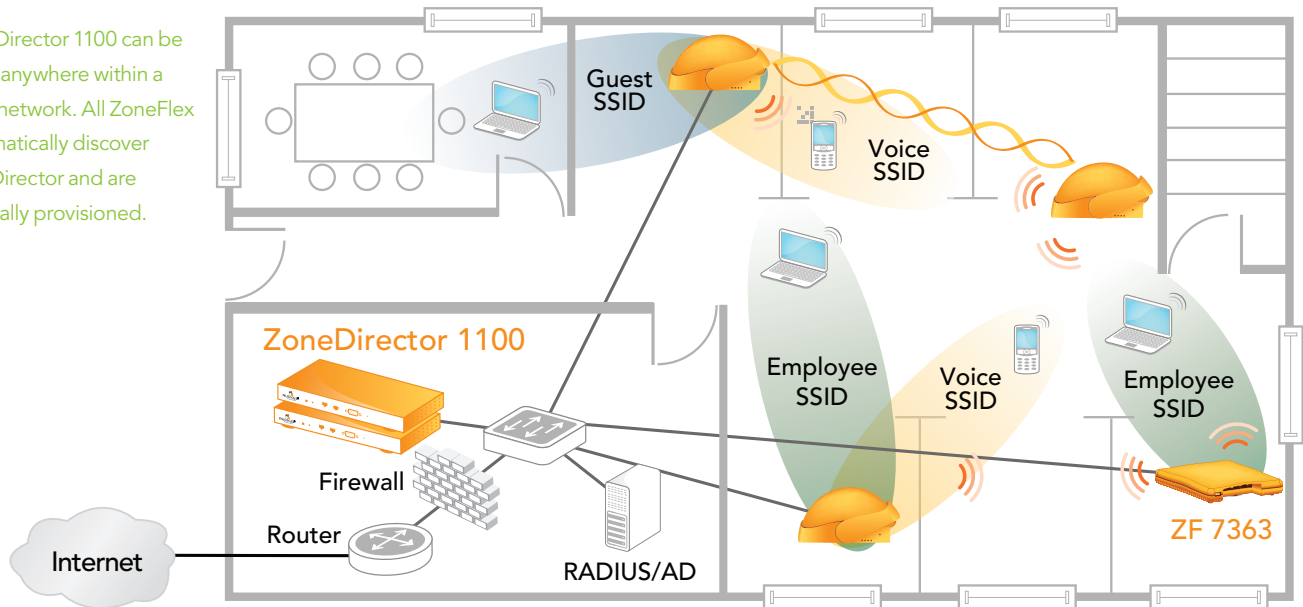 Director 1100 can be
anywhere within a
network. All ZoneFlex
matically discover
Director and are
ally provisioned.
Guest
SSID
Voice
SSID
ZoneDirector 1100
Employee
SSID
Voice
SSID
Employee
SSID
Firewall
Router
Internet
RADIUS/AD
ZF 7363